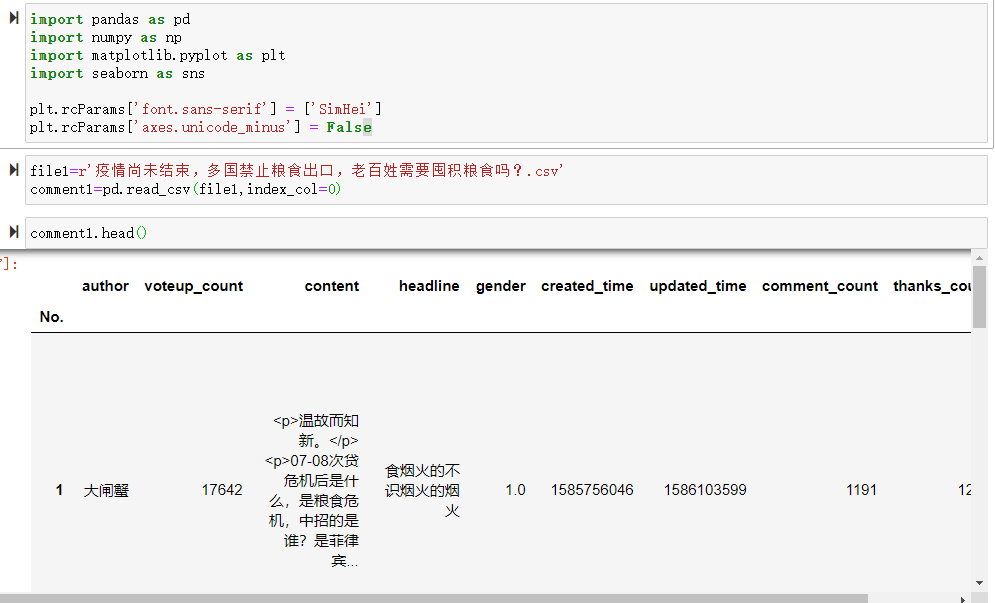 import pandas as pd
import numpy as np
import matplotlib.pyplot as plt
import seaborn as sns
plt.rcParams['font.sans-serif'] = ['SimHei']
plt.rcParams['axes.unicode_minus'] = False
file1=r'疫情尚未结束，多国禁止粮食出口，老百姓需要囤积粮食吗？.csv'
comment1=pd.read_csv(file1,index_col=0)
comment1.head()
]:
author voteup_count content headline gender created_time updated_time comment_count thanks_cou
No.
<p>温故而知
新。</p>
<p>07-08次贷
危机后是什
么，是粮食危
机，中招的是
谁？是菲律
宾...
食烟火的不
识烟火的烟
火
1 大闸蟹 17642 1.0 1585756046 1586103599 1191 12